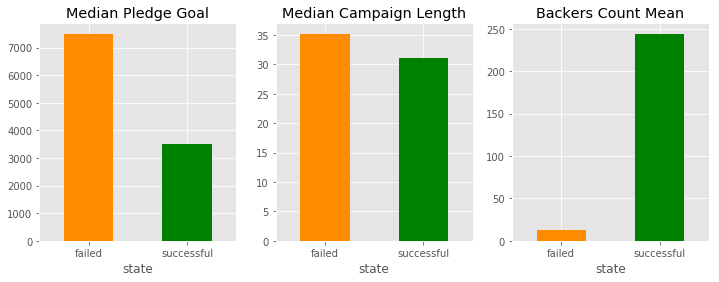 Median Pledge Goal
7000
6000
5000
4000
3000
2000
1000
0
failed
successful
state
Median Campaign Length
35
30
25
20
15
10
5
0
failed
successful
state
Backers Count Mean
250
200
150
100
50
0
failed
successful
state